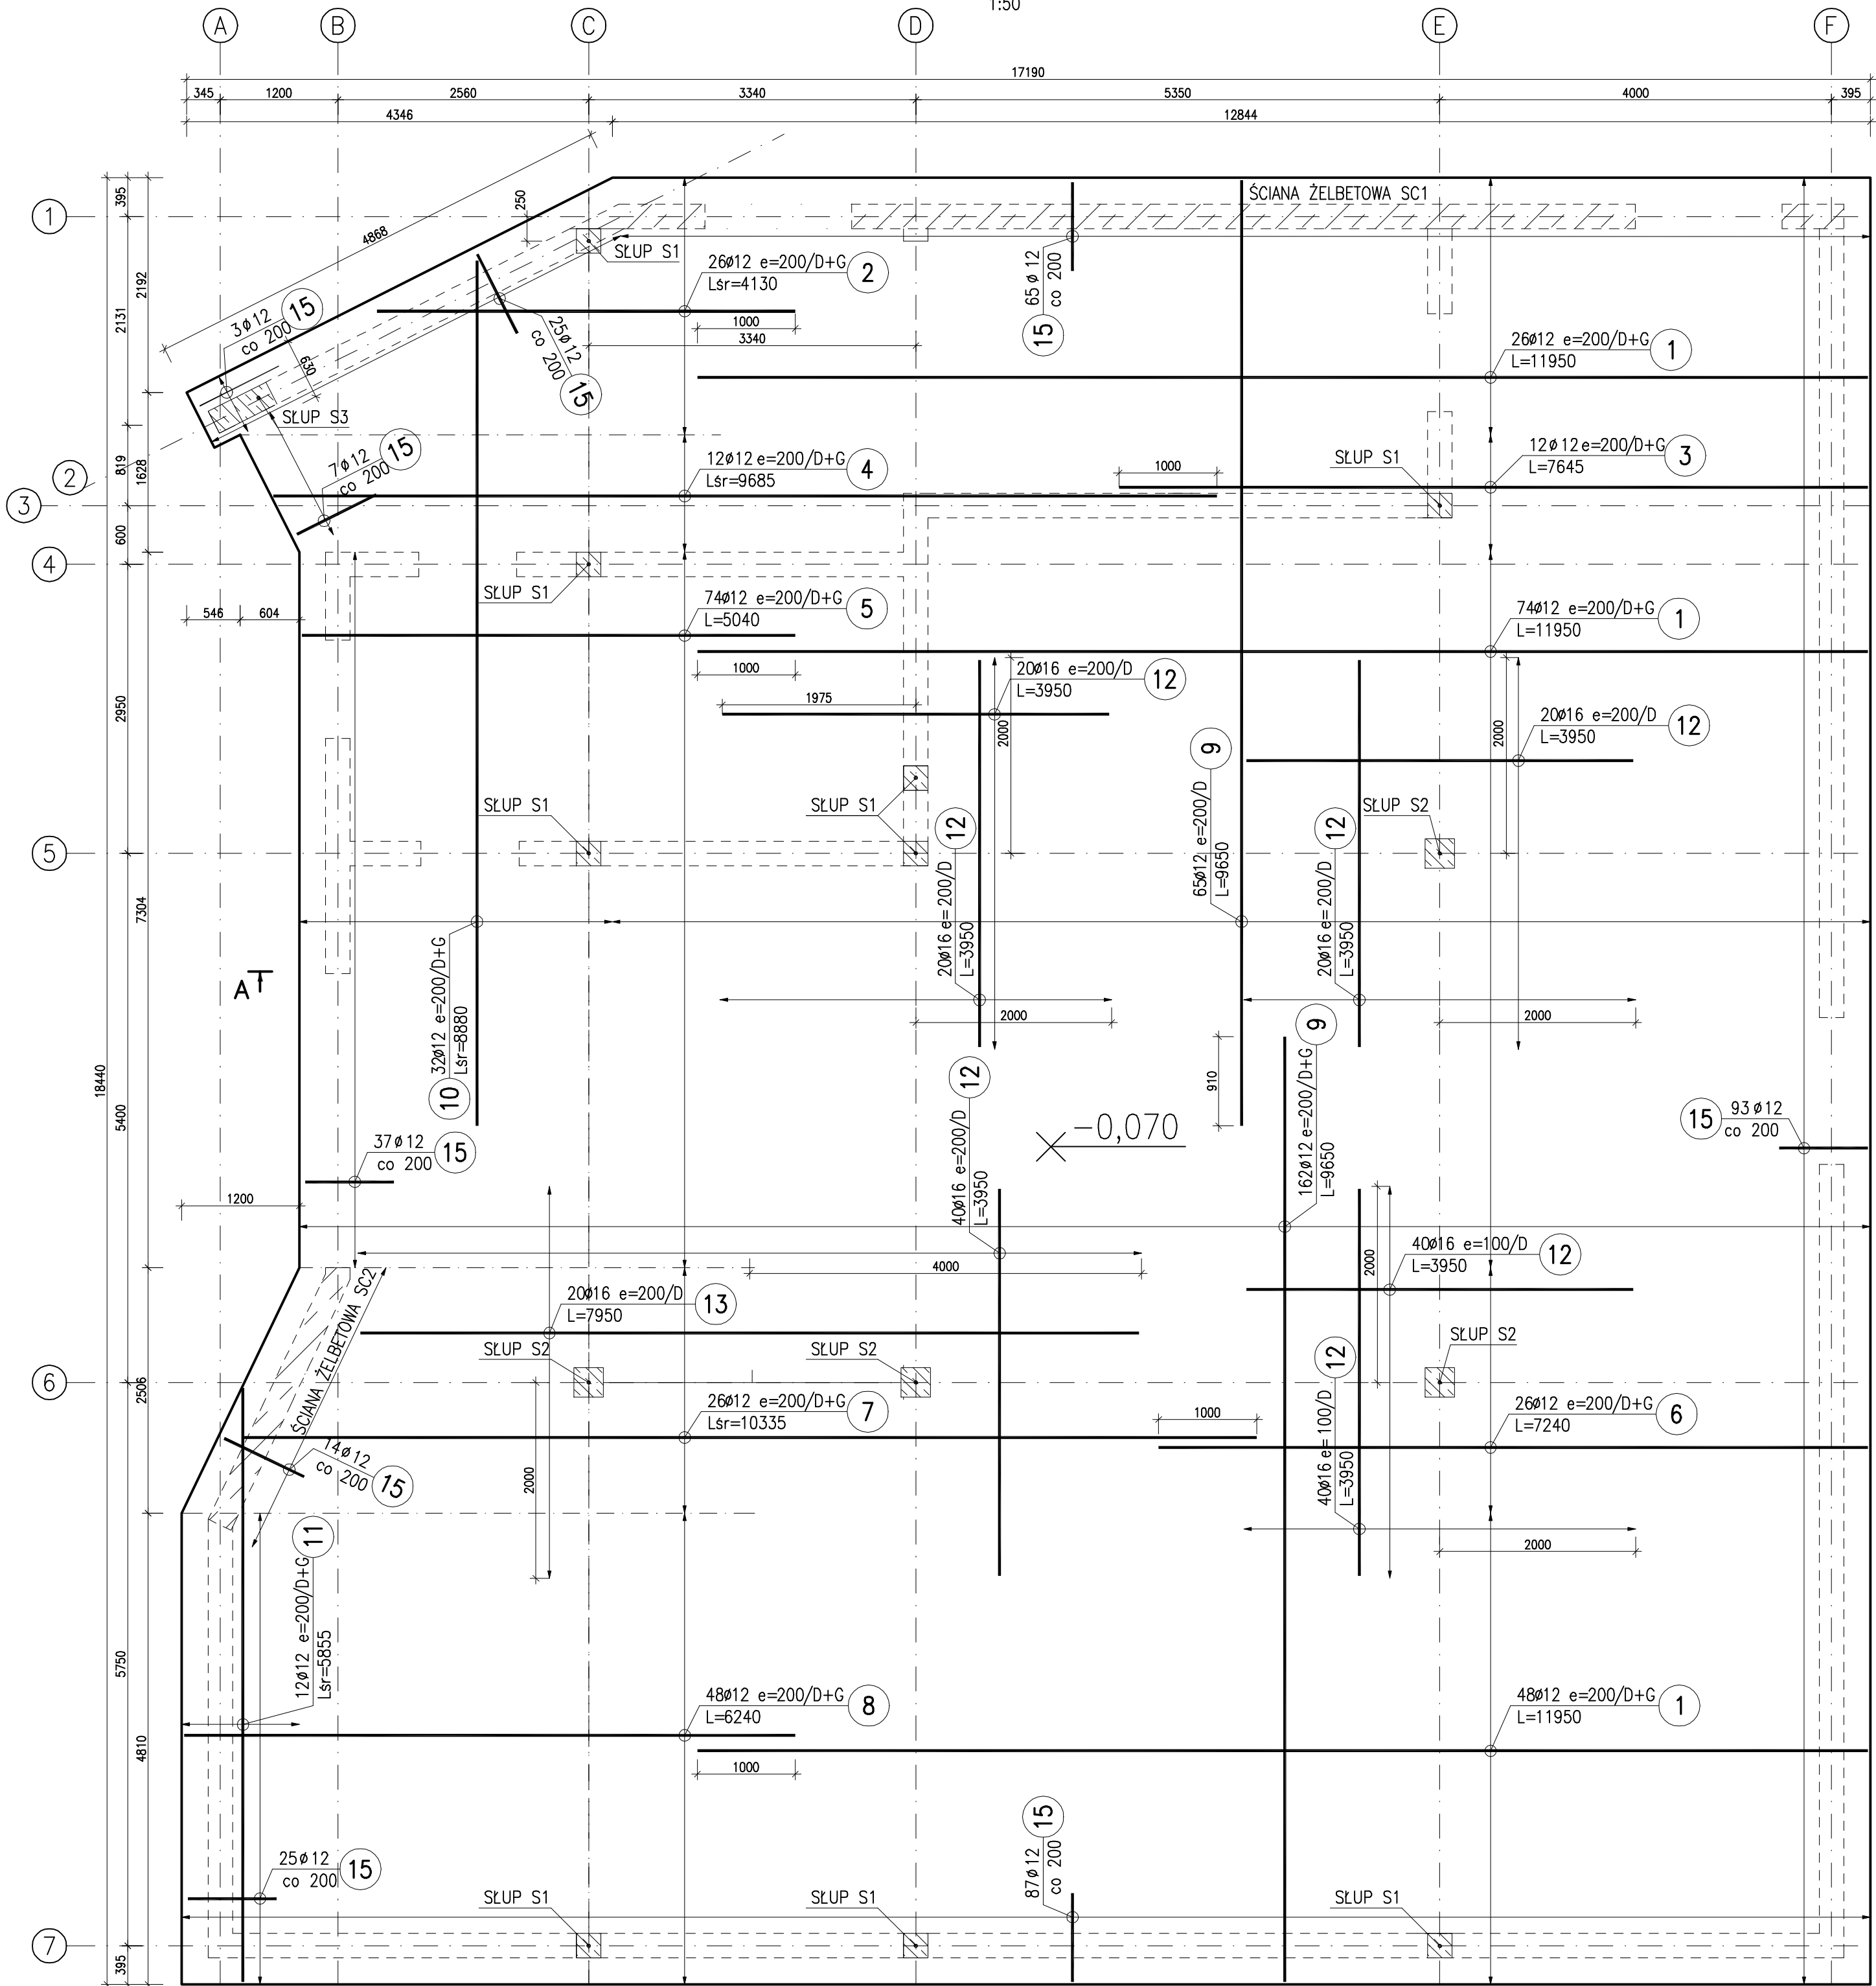 1:50
A
B
C
D
E
F
17190
345
1200
2560
3340
5350
4000
395
4346
12844
1
395
ŚCIANA ŻELBETOWA SC1
250
4868
SŁUP S1
2192
2131
26ø12 e=200/D+G
Lśr=4130
2
65ø12
co 200
15
1000
3340
3ø12
co 200
15
630
25ø12
co 200
15
26ø12 e=200/D+G
L=11950
1
SŁUP S3
2
3
819
1628
7ø12
co 200
15
12ø12 e=200/D+G
Lśr=9685
4
1000
SŁUP S1
12ø12 e=200/D+G
L=7645
3
600
4
SŁUP S1
546
604
74ø12 e=200/D+G
L=5040
5
74ø12 e=200/D+G
L=11950
1
1000
20ø16 e=200/D
L=3950
12
1975
2950
2000
20ø16 e=200/D
L=3950
12
2000
65ø12 e=200/D
L=9650
9
SŁUP S1
SŁUP S1
SŁUP S2
5
20ø16 e=200/D
L=3950
12
20ø16 e=200/D
L=3950
12
7304
A
32ø12 e=200/D+G
Lśr=8880
10
2000
2000
18440
5400
910
162ø12 e=200/D+G
L=9650
9
40ø16 e=200/D
L=3950
12
-0,070
15
93ø12
co 200
37ø12
co 200
15
1200
4000
2000
40ø16 e=100/D
L=3950
12
ŚCIANA ŻELBETOWA SC2
20ø16 e=200/D
L=7950
13
SŁUP S2
SŁUP S2
SŁUP S2
6
2506
26ø12 e=200/D+G
Lśr=10335
7
1000
40ø16 e=100/D
L=3950
12
26ø12 e=200/D+G
L=7240
6
14ø12
co 200
15
2000
2000
12ø12 e=200/D+G
Lśr=5855
11
5750
4810
48ø12 e=200/D+G
L=6240
8
48ø12 e=200/D+G
L=11950
1
1000
87ø12
co 200
15
25ø12
co 200
15
SŁUP S1
SŁUP S1
SŁUP S1
7
395